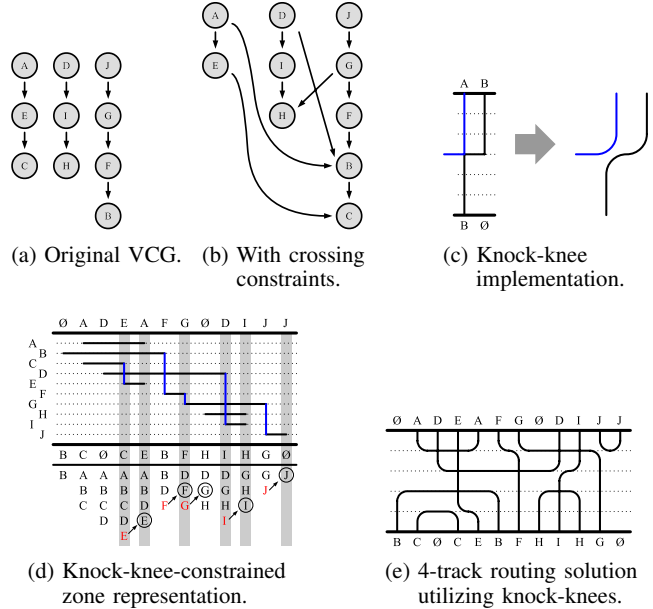 A D J
E I G
C H F
B
(a) Original VCG.
A D J
E I G
H F
B
C
(b) With crossing
constraints.
A B
B Ø
(c) Knock-knee
implementation.
Ø A D E A F G Ø D I J J
A
B
C
D
E
F
G
H
I
J
B C Ø C E B F H I H G Ø
B A A A A B D D D G G J
B B B B D F G G H J
C C C D F G H H I
D D E I
E
(d) Knock-knee-constrained
zone representation.
Ø A D E A F G Ø D I J J
B C Ø C E B F H I H G Ø
(e) 4-track routing solution
utilizing knock-knees.